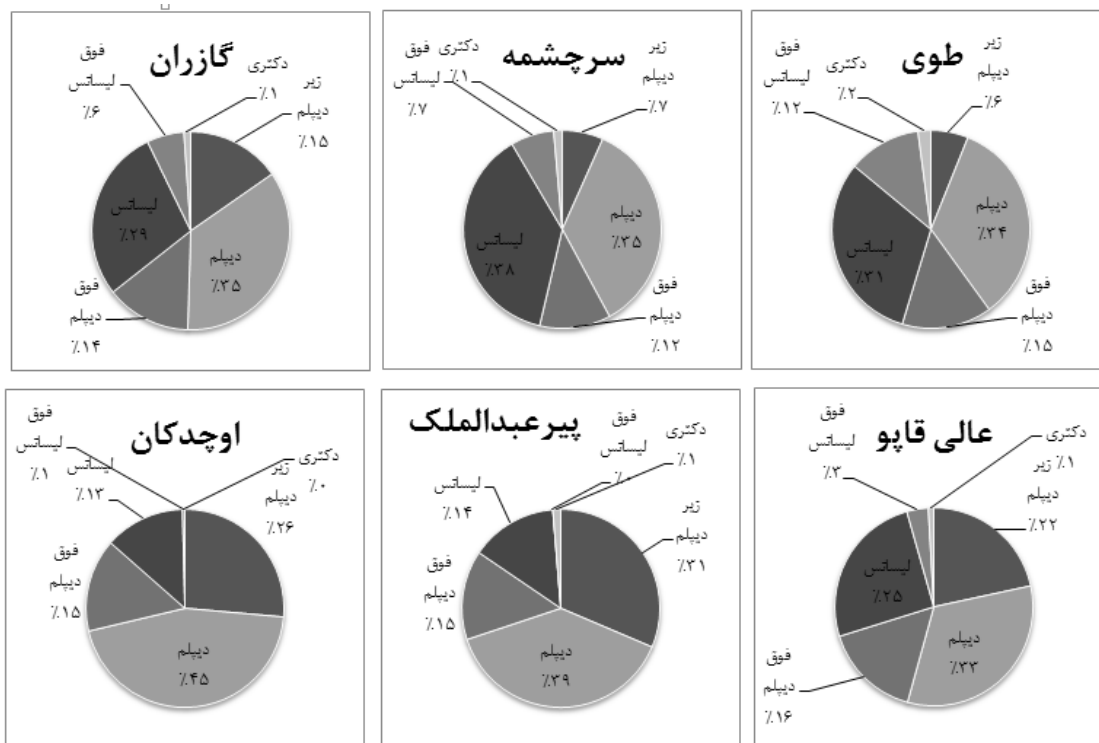 طوی
زیر
دیپلم
٪۶
دیپلم
٪۳۴
فوق
دیپلم
٪۱۵
لیسانس
٪۳۱
فوق
لیسانس
٪۱۲
دکتری
٪۲
سرچشمه
زیر
دیپلم
٪۷
دیپلم
٪۳۵
فوق
دیپلم
٪۱۲
لیسانس
٪۳۸
فوق
لیسانس
٪۷
دکتری
٪۱
گازران
زیر
دیپلم
٪۱۵
دیپلم
٪۳۵
فوق
دیپلم
٪۱۴
لیسانس
٪۲۹
فوق
لیسانس
٪۶
دکتری
٪۱
عالی قاپو
زیر
دیپلم
٪۲۲
دیپلم
٪۳۳
فوق
دیپلم
٪۱۶
لیسانس
٪۲۵
فوق
لیسانس
٪۳
دکتری
٪۱
پیرعبدالملک
زیر
دیپلم
٪۳۱
دیپلم
٪۳۹
فوق
دیپلم
٪۱۵
لیسانس
٪۱۴
فوق
لیسانس
٪۰
دکتری
٪۱
اوچدکان
زیر
دیپلم
٪۲۶
دیپلم
٪۴۵
فوق
دیپلم
٪۱۵
لیسانس
٪۱۳
فوق
لیسانس
٪۱
دکتری
٪۰